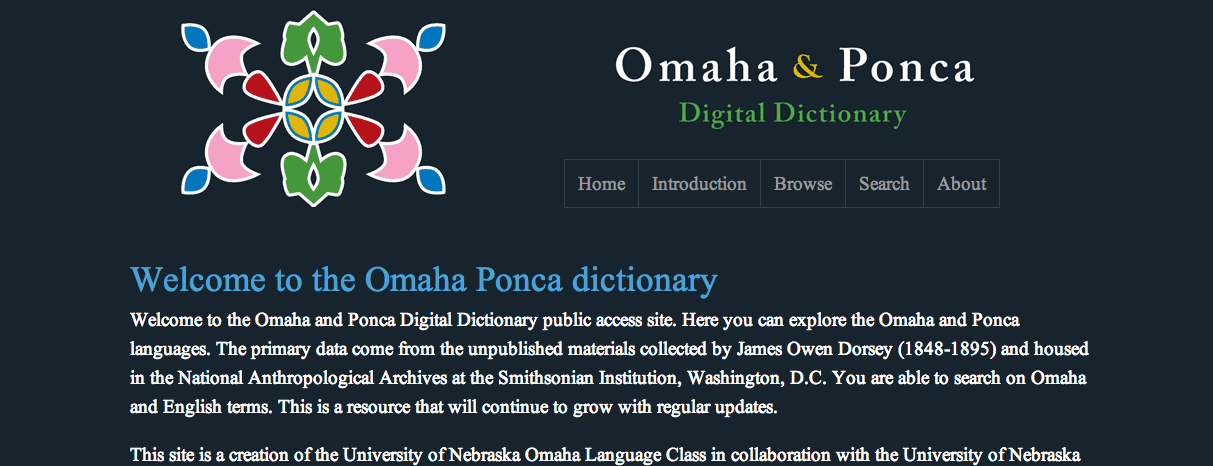 Omaha & Ponca
Digital Dictionary
Home Introduction Browse Search About
Welcome to the Omaha Ponca dictionary
Welcome to the Omaha and Ponca Digital Dictionary public access site. Here you can explore the Omaha and Ponca
languages. The primary data come from the unpublished materials collected by James Owen Dorsey (1848-1895) and housed
in the National Anthropological Archives at the Smithsonian Institution, Washington, D.C. You are able to search on Omaha
and English terms. This is a resource that will continue to grow with regular updates.
This site is a creation of the University of Nebraska Omaha Language Class in collaboration with the University of Nebraska